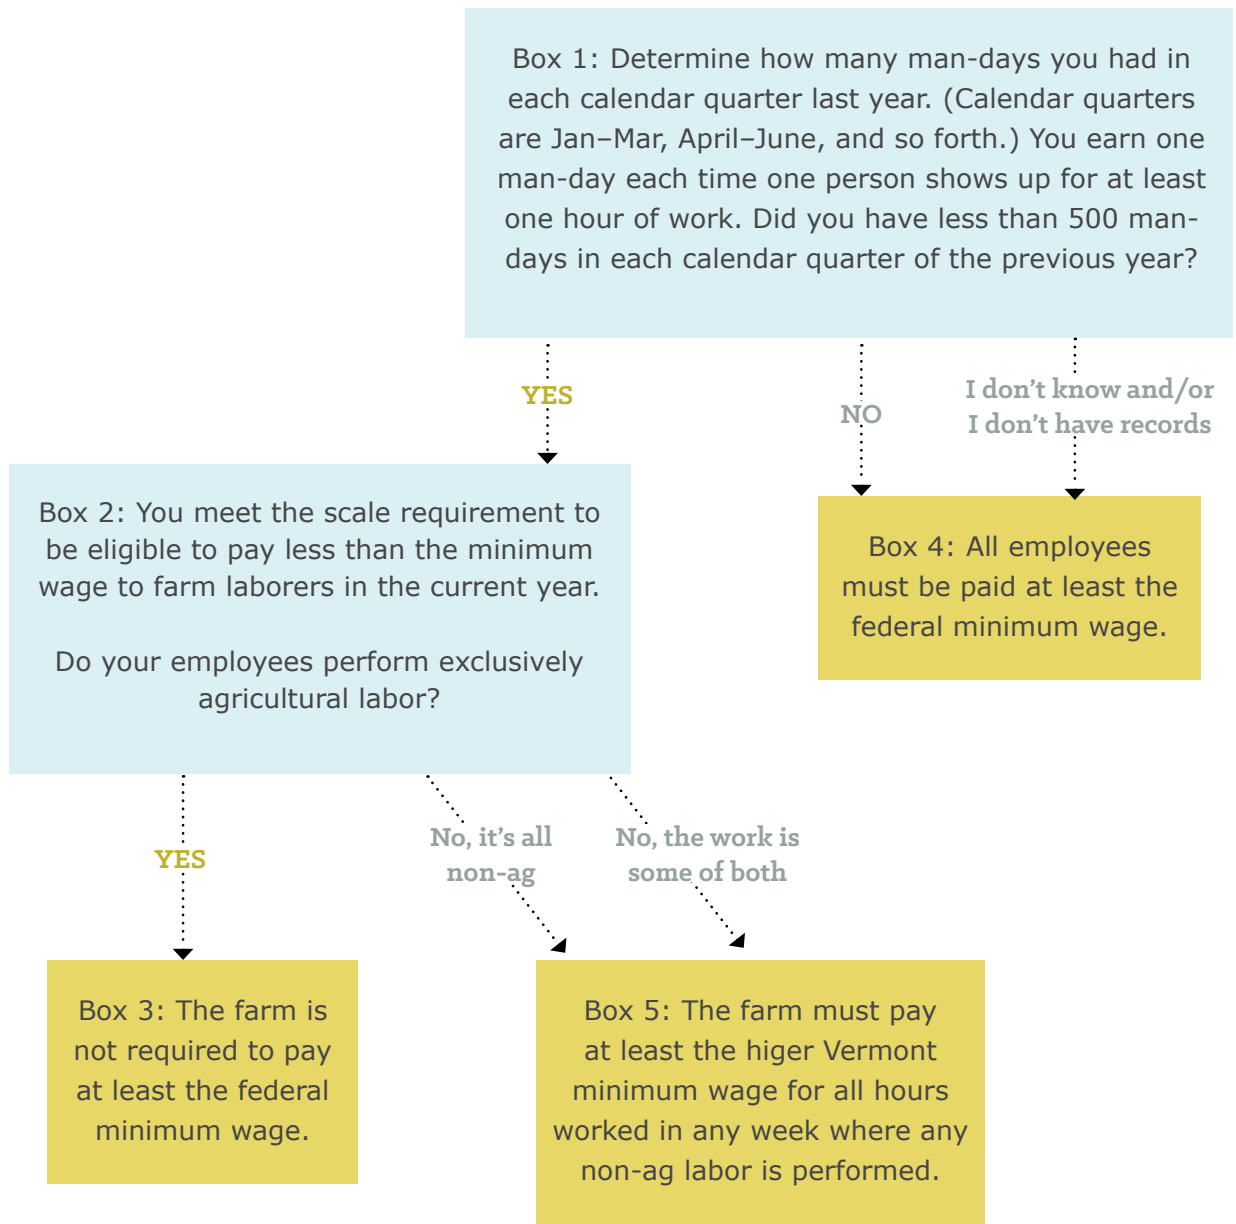 Box 1: Determine how many man-days you had in
each calendar quarter last year. (Calendar quarters
are Jan–Mar, April–June, and so forth.) You earn one
man-day each time one person shows up for at least
one hour of work. Did you have less than 500 man-
days in each calendar quarter of the previous year?
YES
NO
I don't know and/or
I don't have records
Box 2: You meet the scale requirement to
be eligible to pay less than the minimum
wage to farm laborers in the current year.
Do your employees perform exclusively
agricultural labor?
Box 4: All employees
must be paid at least the
federal minimum wage.
YES
No, it's all
non-ag
No, the work is
some of both
Box 3: The farm is
not required to pay
at least the federal
minimum wage.
Box 5: The farm must pay
at least the higer Vermont
minimum wage for all hours
worked in any week where any
non-ag labor is performed.